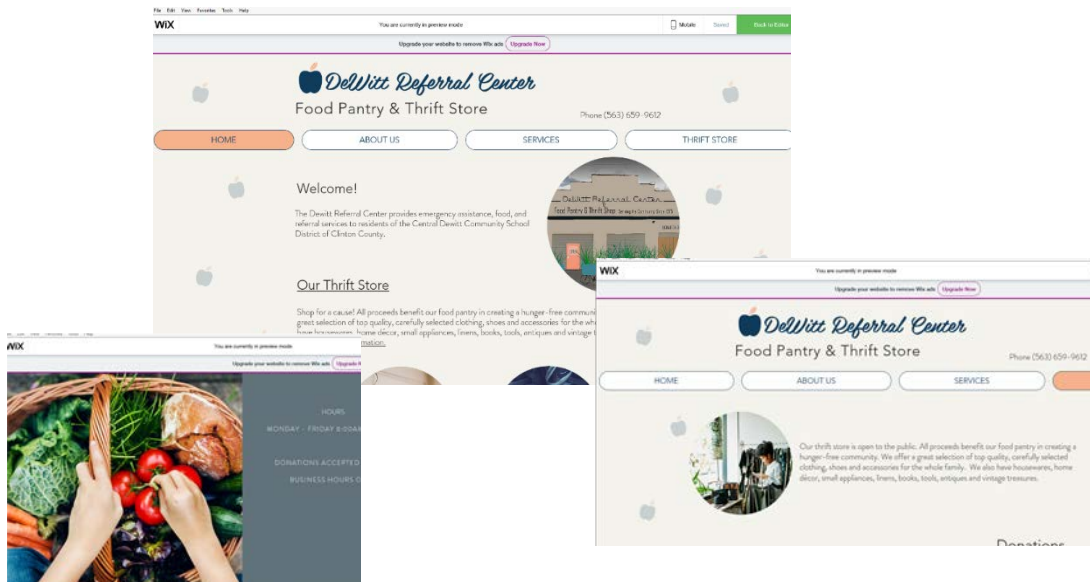 File Edit View Favorites Tools Help
WiX
You are currently in preview mode
Mobile Saved Back to Editor
Upgrade your website to remove Wix ads Upgrade Now
DeWitt Referral Center
Food Pantry & Thrift Store
Phone (563) 659-9612
HOME ABOUT US SERVICES THRIFT STORE
Welcome!
The Dewitt Referral Center provides emergency assistance, food, and
referral services to residents of the Central Dewitt Community School
District of Clinton County.
DeWitt Referral Center
Food Pantry & Thrift Shop
Our Thrift Store
Shop for a cause! All proceeds benefit our food pantry in creating a hunger-free
great selection of top quality, carefully selected clothing, shoes and accessories for the
have housewares, home décor, small appliances, linens, books, tools, antiques and vintage
WiX
You are currently in preview mode
Upgrade your website to remove Wix ads Upgrade Now
DeWitt Referral Center
Food Pantry & Thrift Store
Phone (563) 659-9612
HOME ABOUT US SERVICES
Our thrift store is open to the public. All proceeds benefit our food pantry in creating a
hunger-free community. We offer a great selection of top quality, carefully selected
clothing, shoes and accessories for the whole family. We also have housewares, home
décor, small appliances, linens, books, tools, antiques and vintage treasures.
Donations
WiX
You are currently in preview mode
Upgrade your website to remove Wix ads
HOURS
MONDAY - FRIDAY 9:00A
DONATIONS ACCEPTED
BUSINESS HOURS